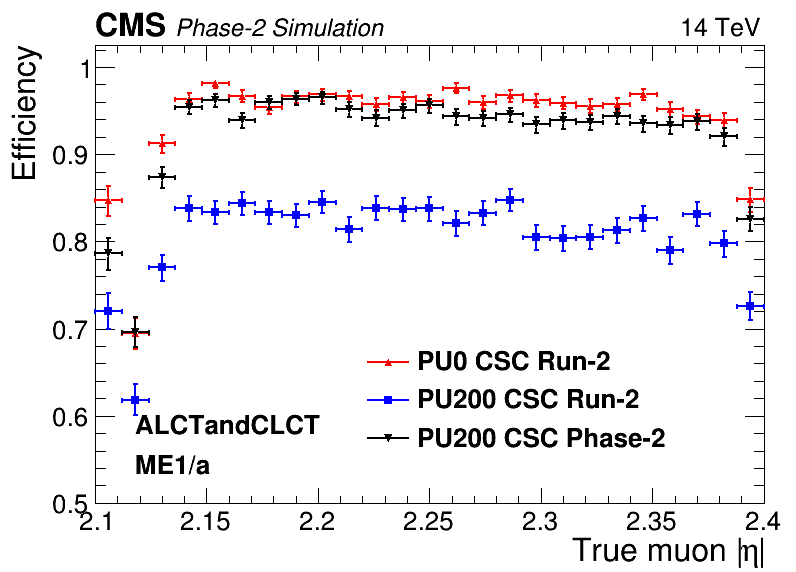 CMS Phase-2 Simulation 14 TeV
Efficiency
1
0.9
0.8
0.7
0.6
0.5
PU0 CSC Run-2
PU200 CSC Run-2
PU200 CSC Phase-2
ALCTandCLCT
ME1/a
2.1 2.15 2.2 2.25 2.3 2.35 2.4
True muon |η|